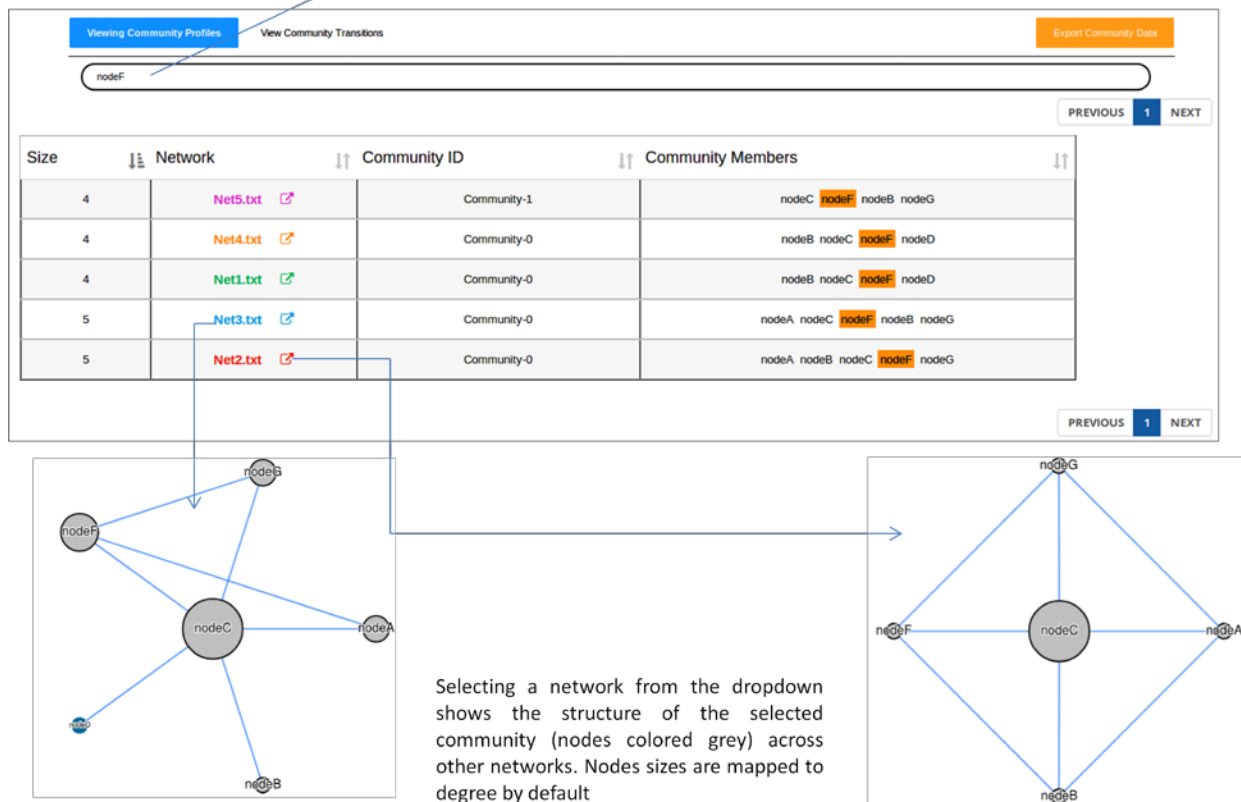 Viewing Community Profiles View Community Transitions Export Community Data
nodeF
PREVIOUS 1 NEXT
Size Network Community ID Community Members
4 Net5.txt Community-1 nodeC nodeF nodeB nodeG
4 Net4.txt Community-0 nodeB nodeC nodeF nodeD
4 Net1.txt Community-0 nodeB nodeC nodeF nodeD
5 Net3.txt Community-0 nodeA nodeC nodeF nodeB nodeG
5 Net2.txt Community-0 nodeA nodeB nodeC nodeF nodeG
PREVIOUS 1 NEXT
nodeG
nodeF
nodeC
nodeA
nodeD
nodeB
nodeG
nodeF
nodeC
nodeA
nodeB
Selecting a network from the dropdown
shows the structure of the selected
community (nodes colored grey) across
other networks. Nodes sizes are mapped to
degree by default